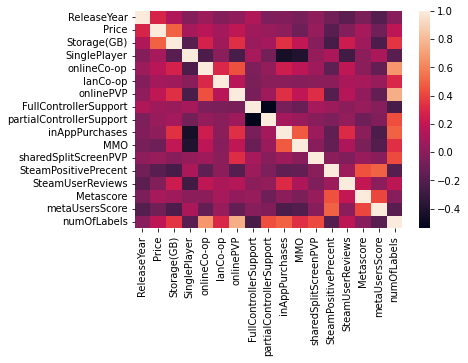 ReleaseYear
Price
Storage(GB)
SinglePlayer
onlineCo-op
lanCo-op
onlinePVP
FullControllerSupport
partialControllerSupport
inAppPurchases
MMO
sharedSplitScreenPVP
SteamPositivePrecent
SteamUserReviews
Metascore
metaUsersScore
numOfLabels
ReleaseYear
Price
Storage(GB)
SinglePlayer
onlineCo-op
lanCo-op
onlinePVP
FullControllerSupport
partialControllerSupport
inAppPurchases
MMO
sharedSplitScreenPVP
SteamPositivePrecent
SteamUserReviews
Metascore
metaUsersScore
numOfLabels
1.0
0.8
0.6
0.4
0.2
0.0
−0.2
−0.4